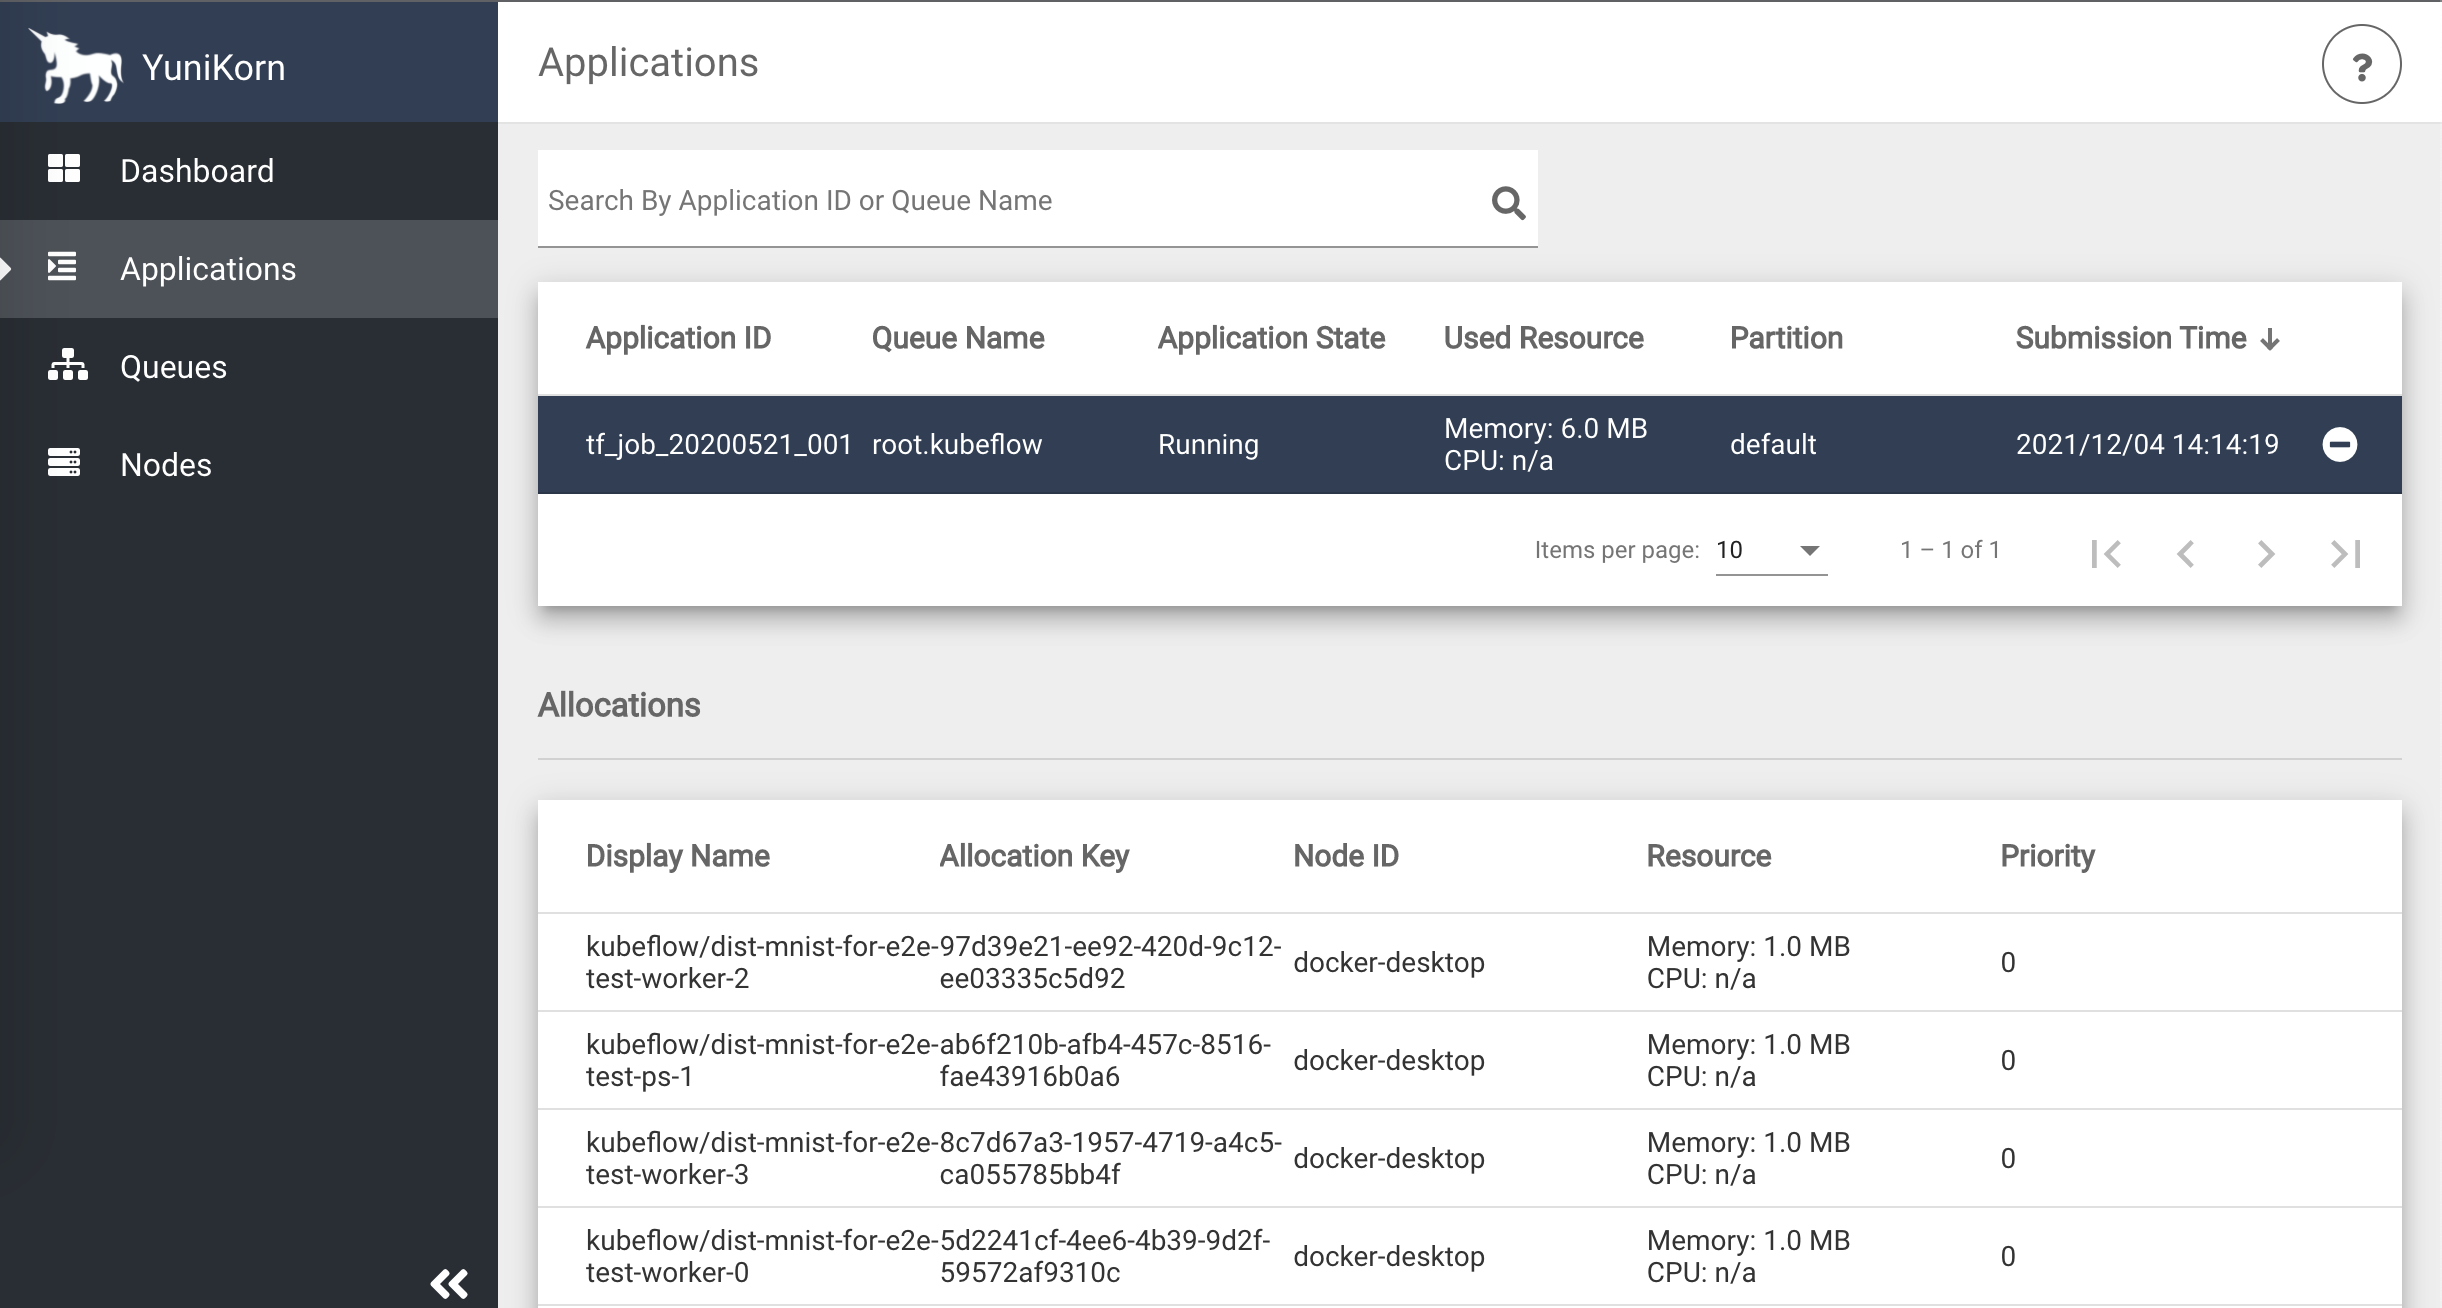 YuniKorn
Applications
?
Dashboard
Applications
Queues
Nodes
Search By Application ID or Queue Name
Application ID Queue Name Application State Used Resource Partition Submission Time
tf_job_20200521_001 root.kubeflow Running Memory: 6.0 MB default 2021/12/04 14:14:19
CPU: n/a
Items per page: 10 1 – 1 of 1
Allocations
Display Name Allocation Key Node ID Resource Priority
kubeflow/dist-mnist-for-e2e- 97d39e21-ee92-420d-9c12- docker-desktop Memory: 1.0 MB 0
test-worker-2 ee03335c5d92 CPU: n/a
kubeflow/dist-mnist-for-e2e- ab6f210b-afb4-457c-8516- docker-desktop Memory: 1.0 MB 0
test-ps-1 fae43916b0a6 CPU: n/a
kubeflow/dist-mnist-for-e2e- 8c7d67a3-1957-4719-a4c5- docker-desktop Memory: 1.0 MB 0
test-worker-3 ca055785bb4f CPU: n/a
kubeflow/dist-mnist-for-e2e- 5d2241cf-4ee6-4b39-9d2f- docker-desktop Memory: 1.0 MB 0
test-worker-0 59572af9310c CPU: n/a